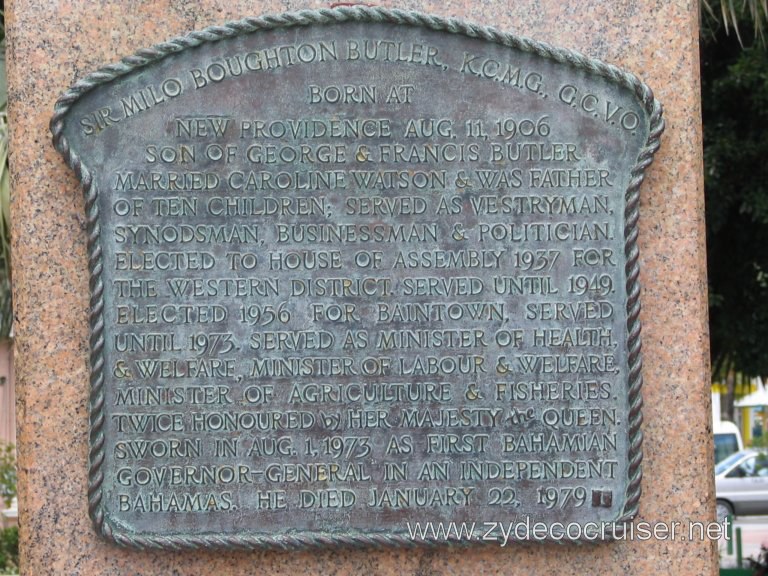 SIR MILO BOUGHTON BUTLER., K.C.M.G., G.C.V.O.
BORN AT
NEW PROVIDENCE AUG. 11, 1906
SON OF GEORGE & FRANCIS BUTLER
MARRIED CAROLINE WATSON & WAS FATHER
OF TEN CHILDREN; SERVED AS VESTRYMAN,
SYNODSMAN, BUSINESSMAN & POLITICIAN.
ELECTED TO HOUSE OF ASSEMBLY 1937 FOR
THE WESTERN DISTRICT. SERVED UNTIL 1949.
ELECTED 1956 FOR BAINTOWN, SERVED
UNTIL 1973. SERVED AS MINISTER OF HEALTH,
& WELFARE, MINISTER OF LABOUR & WELFARE,
MINISTER OF AGRICULTURE & FISHERIES.
TWICE HONOURED by HER MAJESTY the QUEEN.
SWORN IN AUG. 1, 1973 AS FIRST BAHAMIAN
GOVERNOR-GENERAL IN AN INDEPENDENT
BAHAMAS. HE DIED JANUARY 22, 1979
www.zydecocruiser.net